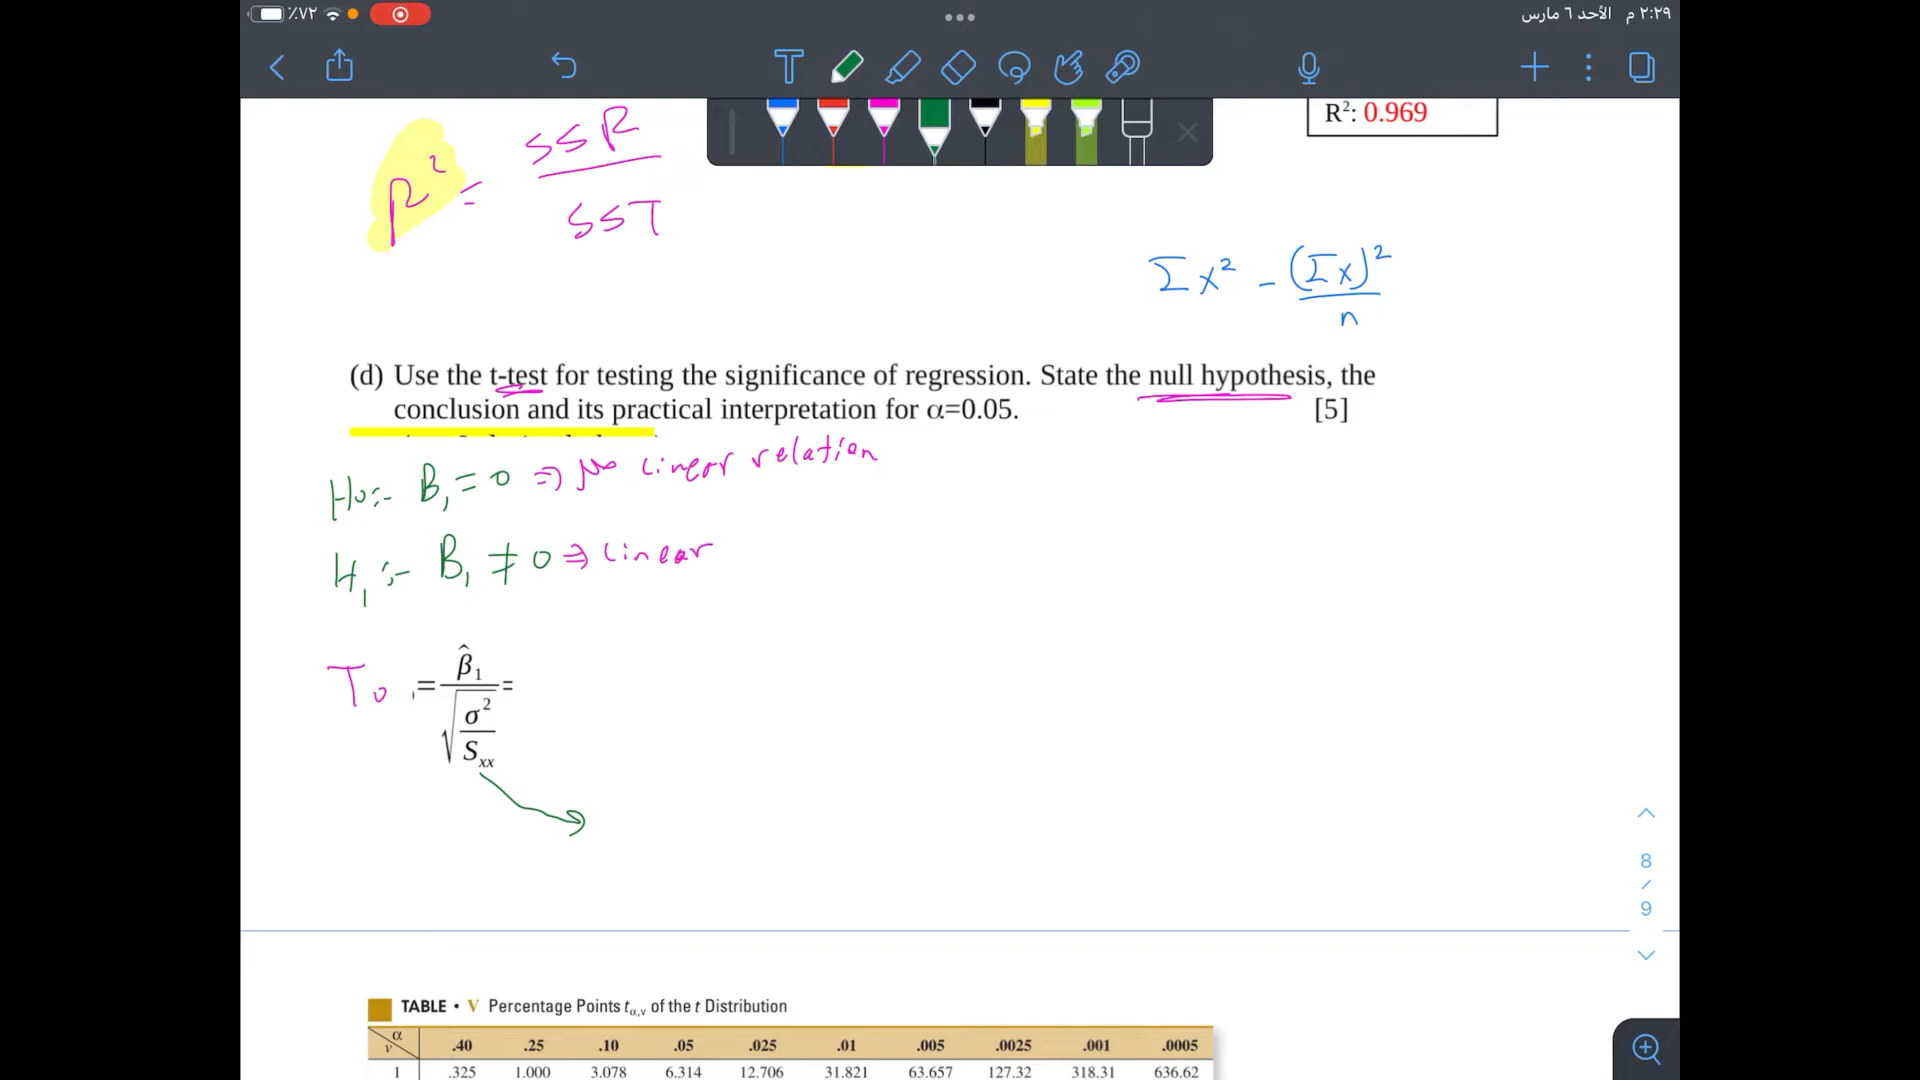 ٪٧٢
٢:٢٩ م الأحد ٦ مارس
R²: 0.969
R² = SSR / SST
Σx² - (Σx)² / n
(d) Use the t-test for testing the significance of regression. State the null hypothesis, the
conclusion and its practical interpretation for α=0.05. [5]
H0:- B₁ = 0 => No linear relation
H₁:- B₁ ≠ 0 => linear
T0 = β̂₁ / √(σ² / Sxx) =
8
/
9
TABLE • V Percentage Points tα,ν of the t Distribution
α
ν .40 .25 .10 .05 .025 .01 .005 .0025 .001 .0005
1 .325 1.000 3.078 6.314 12.706 31.821 63.657 127.32 318.31 636.62